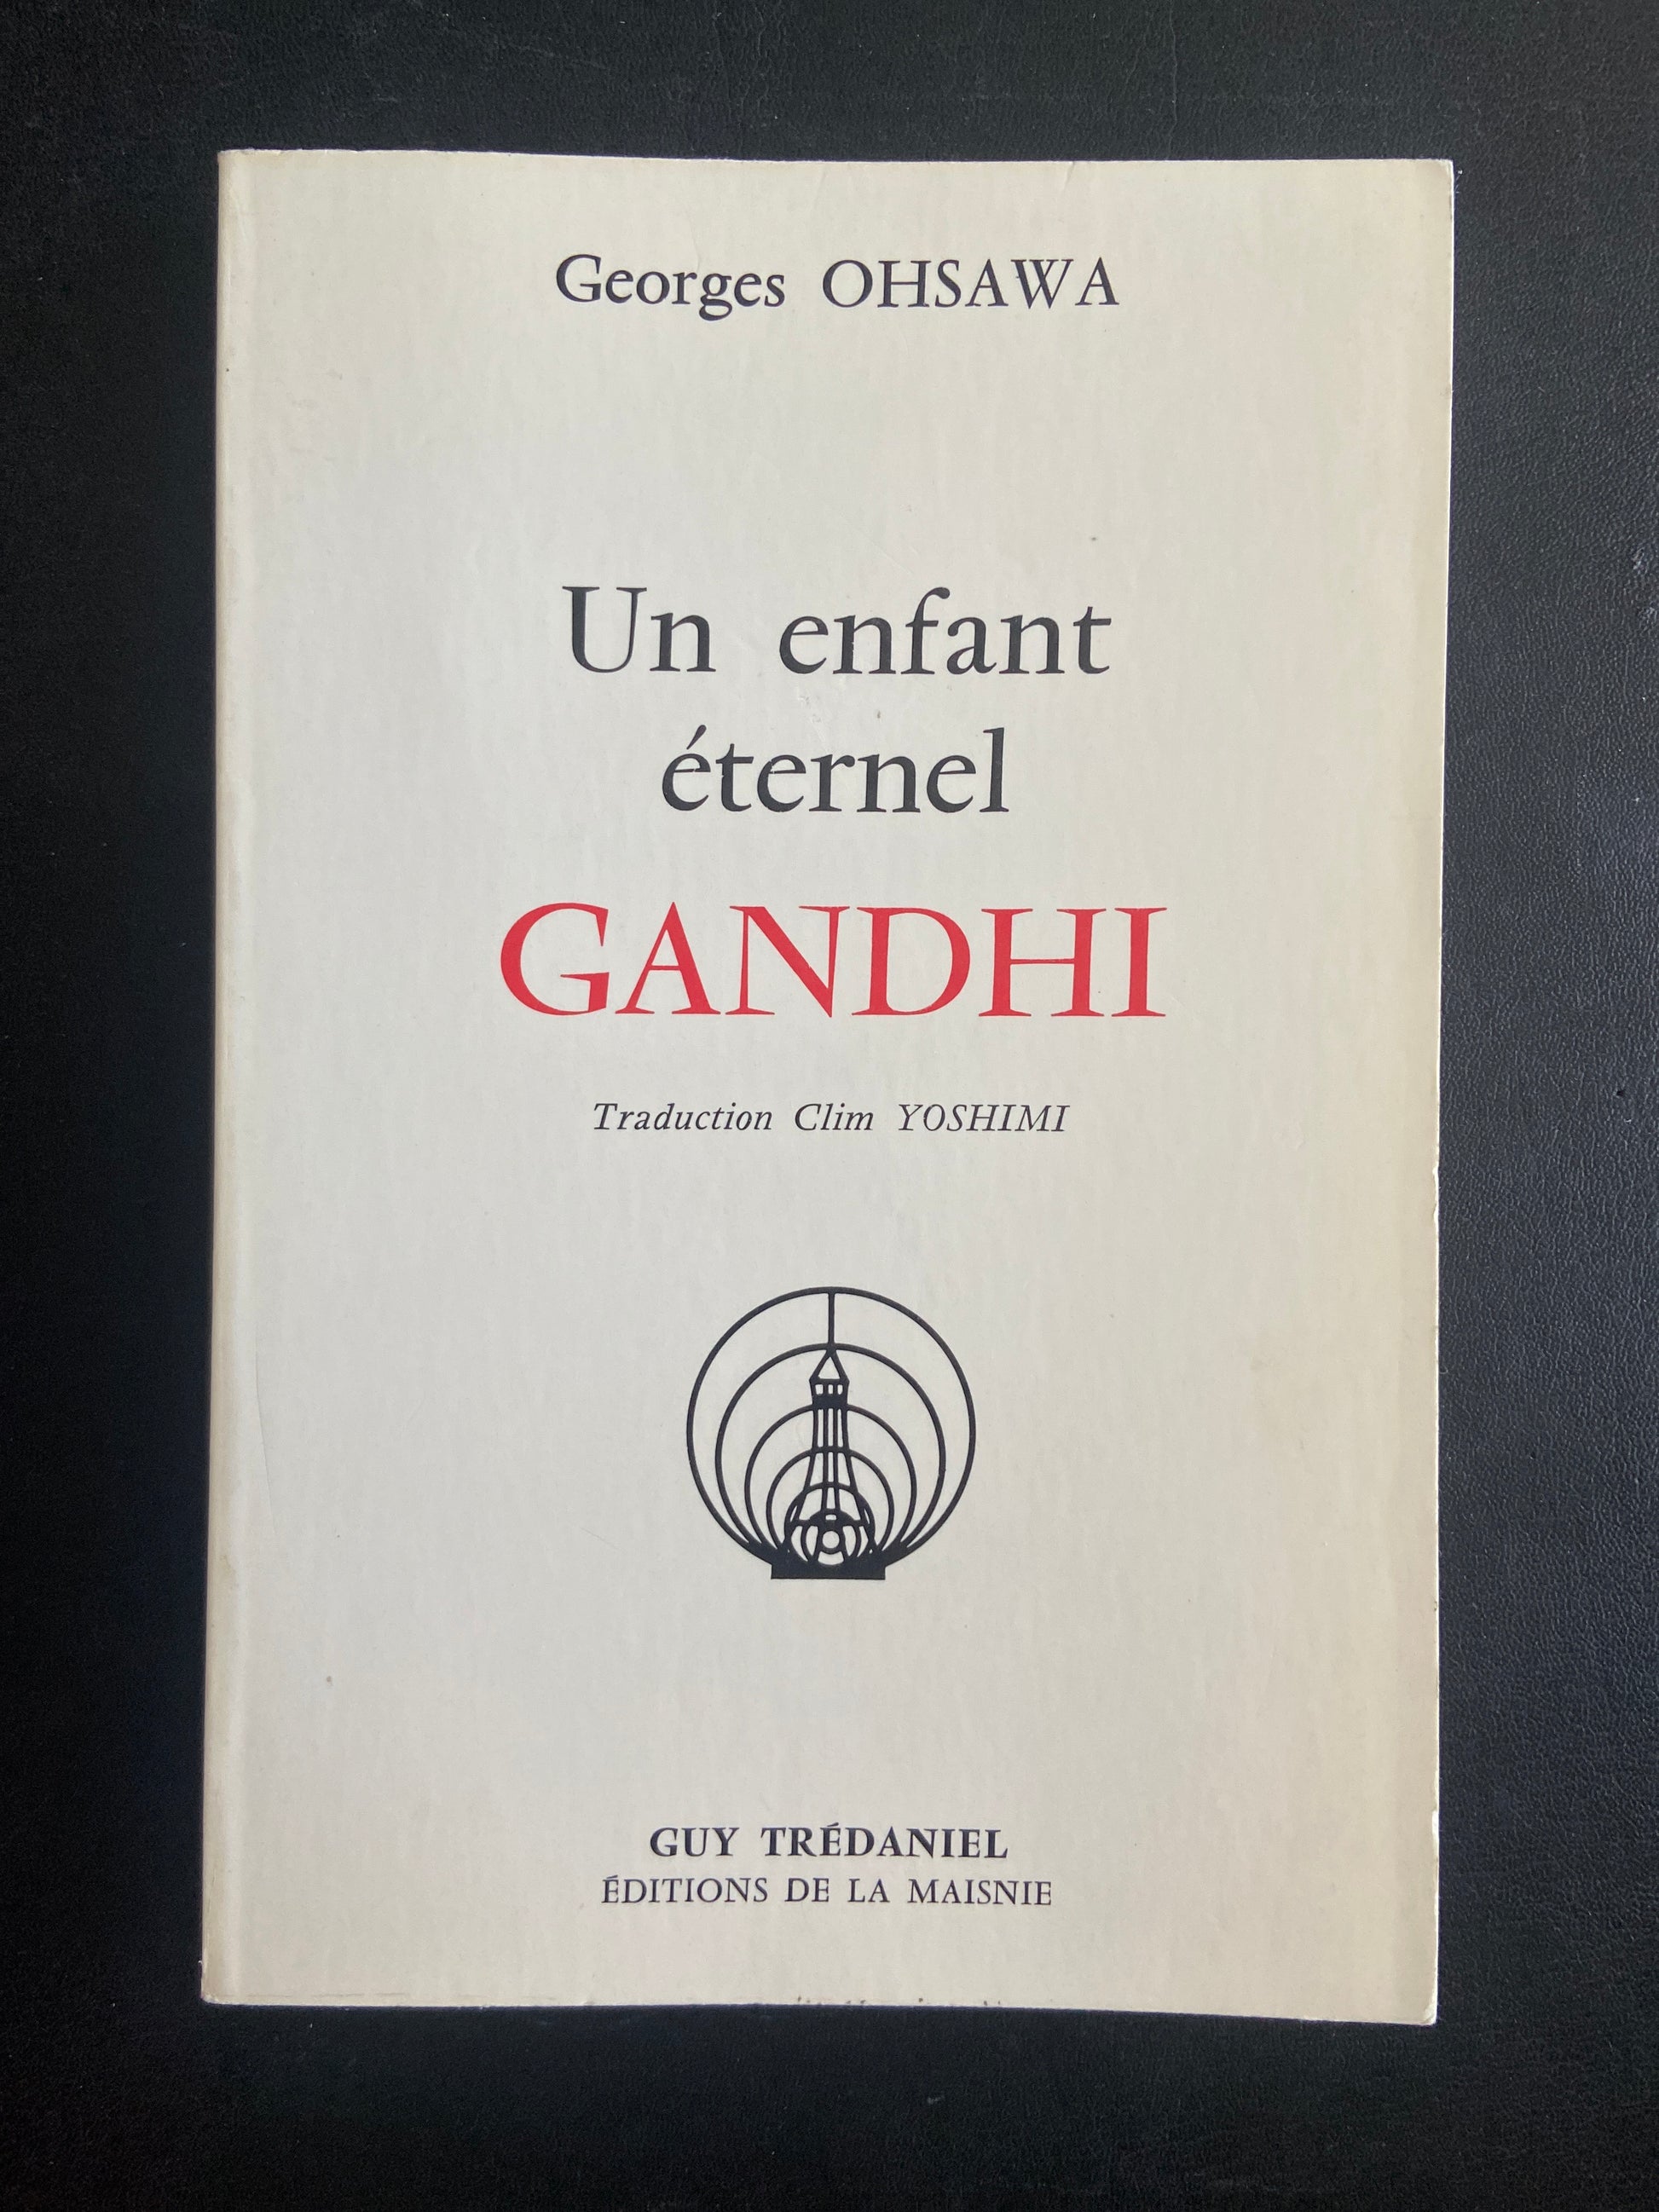 Georges OHSAWA
Un enfant
éternel
GANDHI
Traduction Clim YOSHIMI
GUY TRÉDANIEL
ÉDITIONS DE LA MAISNIE